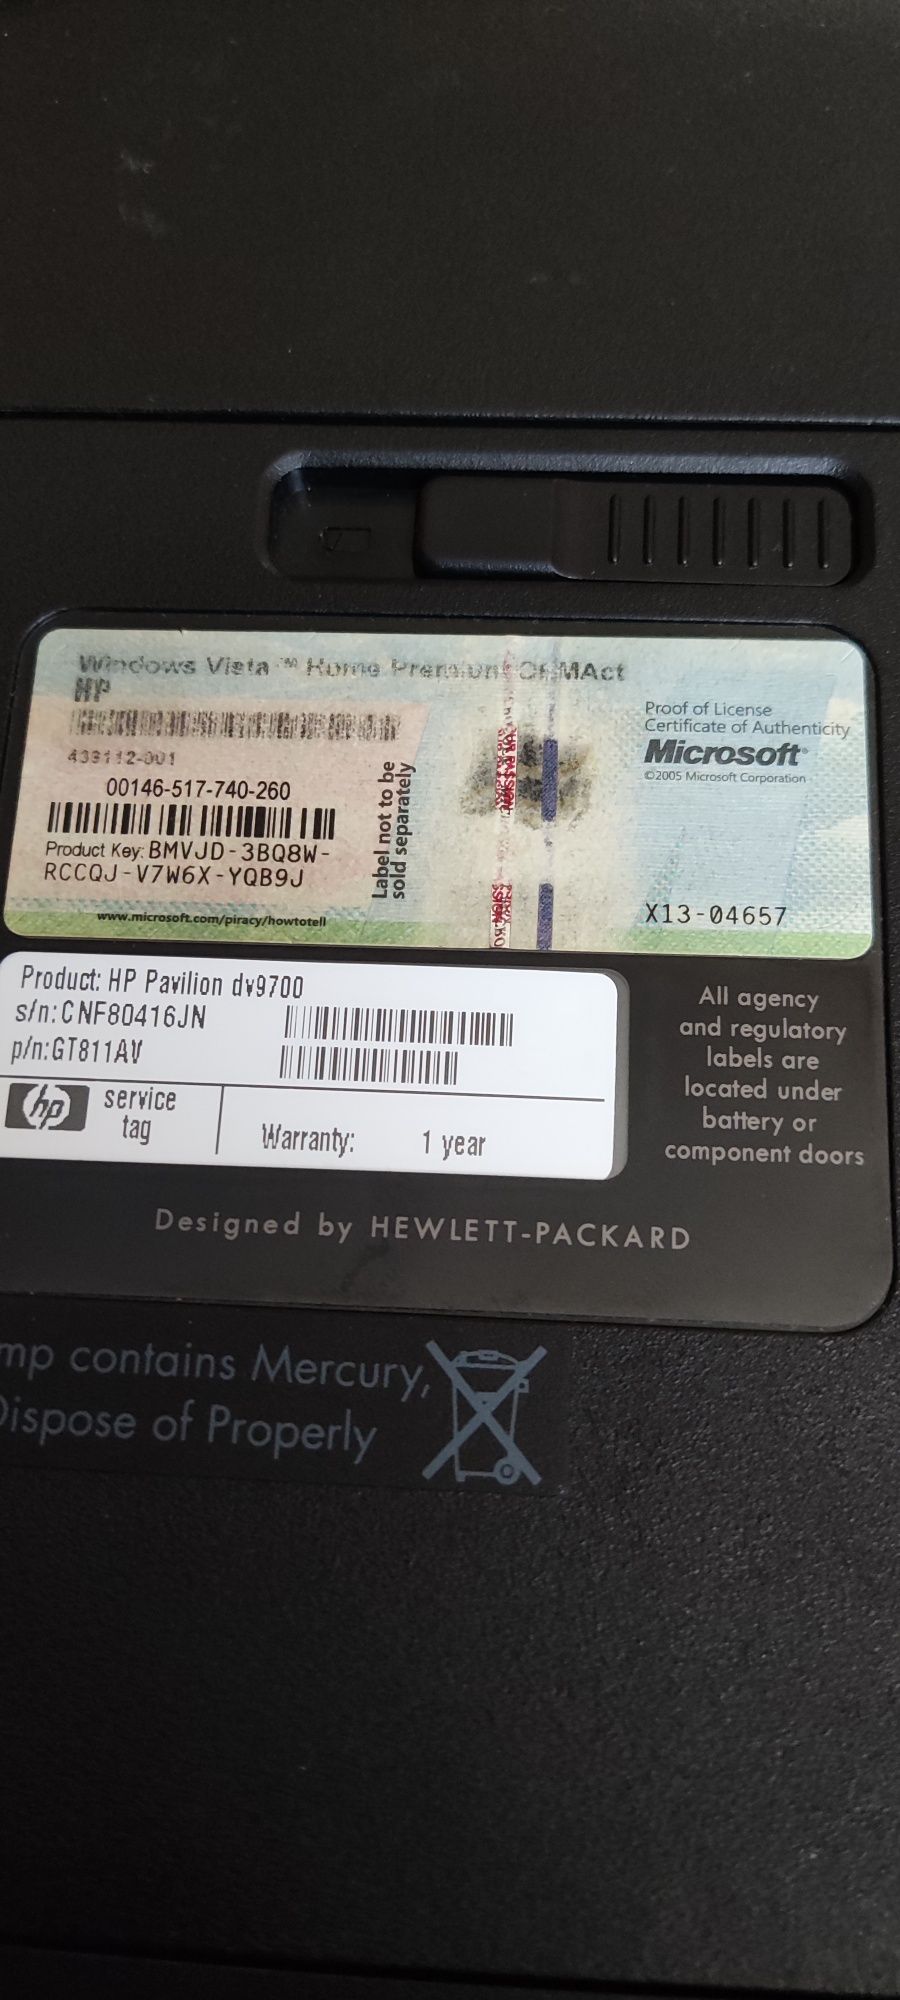 Windows Vista™ Home Premium OEMAct
HP
439112-001
00146-517-740-260
Product Key: BMVJD-3BQ8W-
RCCQJ-V7W6X-YQB9J
www.microsoft.com/piracy/howtotell
Label not to be
sold separately
Proof of License
Certificate of Authenticity
Microsoft®
©2005 Microsoft Corporation
X13-04657
Product: HP Pavilion dv9700
s/n:CNF80416JN
p/n:GT811AV
hp
service
tag
Warranty: 1 year
All agency
and regulatory
labels are
located under
battery or
component doors
Designed by HEWLETT-PACKARD
mp contains Mercury,
Dispose of Properly